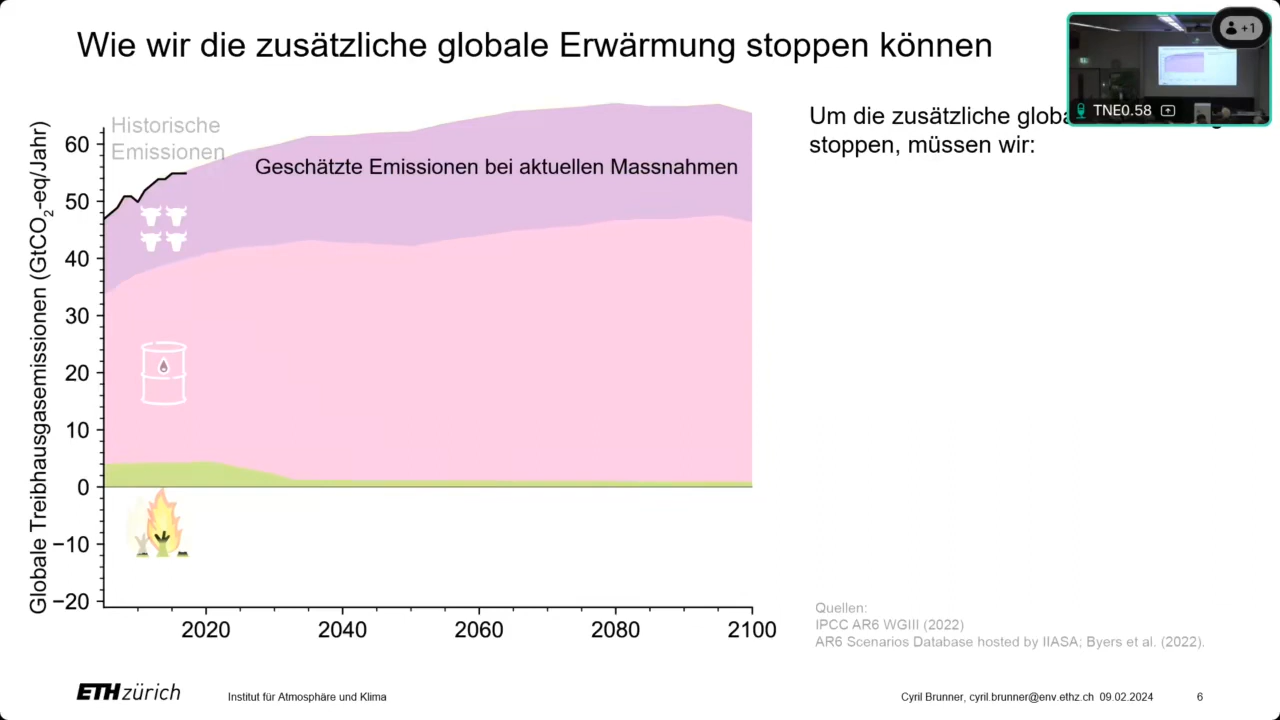 Wie wir die zusätzliche globale Erwärmung stoppen können
+1
TNE0.58
Um die zusätzliche
stoppen, müssen wir:
Historische
Emissionen
Geschätzte Emissionen bei aktuellen Massnahmen
Globale Treibhausgasemissionen (GtCO2-eq/Jahr)
60
50
40
30
20
10
0
−10
−20
2020
2040
2060
2080
2100
Quellen:
IPCC AR6 WGIII (2022)
AR6 Scenarios Database hosted by IIASA; Byers et al. (2022).
ETH zürich
Institut für Atmosphäre und Klima
Cyril Brunner, cyril.brunner@env.ethz.ch 09.02.2024
6